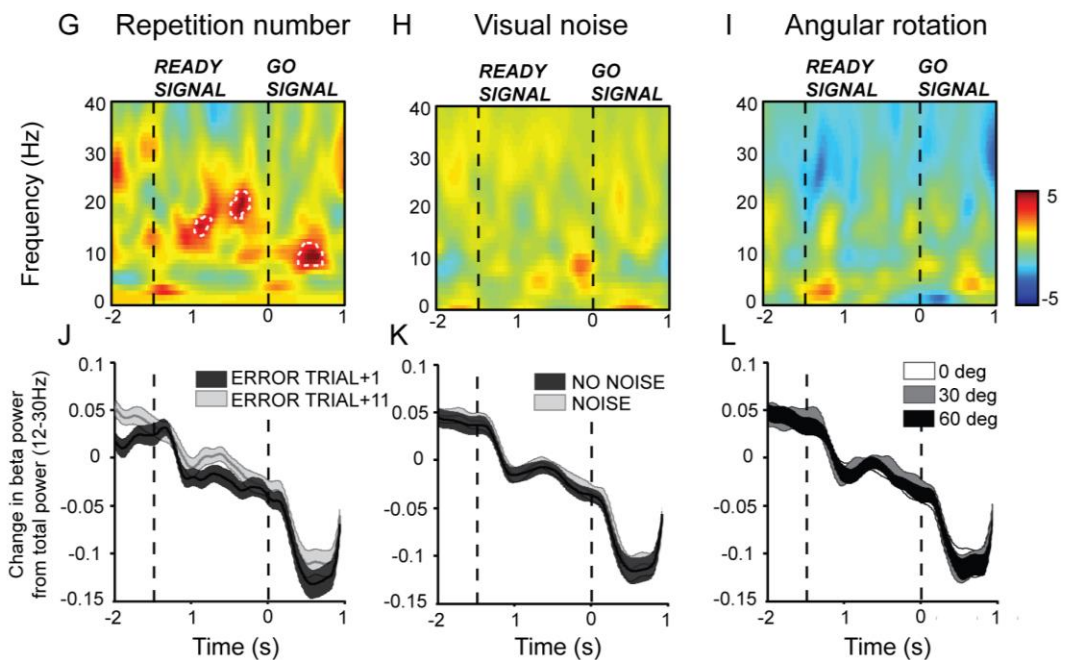 G Repetition number H Visual noise I Angular rotation
READY GO READY GO READY GO
SIGNAL SIGNAL SIGNAL SIGNAL SIGNAL SIGNAL
Frequency (Hz)
40 40 40
30 30 30
20 20 20
10 10 10
0 0 0
-2 1 0 1 -2 1 0 1 -2 1 0 1
5
-5
J K L
Change in beta power
from total power (12-30Hz)
0.1 0.1 0.1
0.05 0.05 0.05
0 0 0
-0.05 -0.05 -0.05
-0.1 -0.1 -0.1
-0.15 -0.15 -0.15
ERROR TRIAL+1 NO NOISE 0 deg
ERROR TRIAL+11 NOISE 30 deg
60 deg
-2 1 0 1 -2 1 0 1 -2 1 0 1
Time (s) Time (s) Time (s)